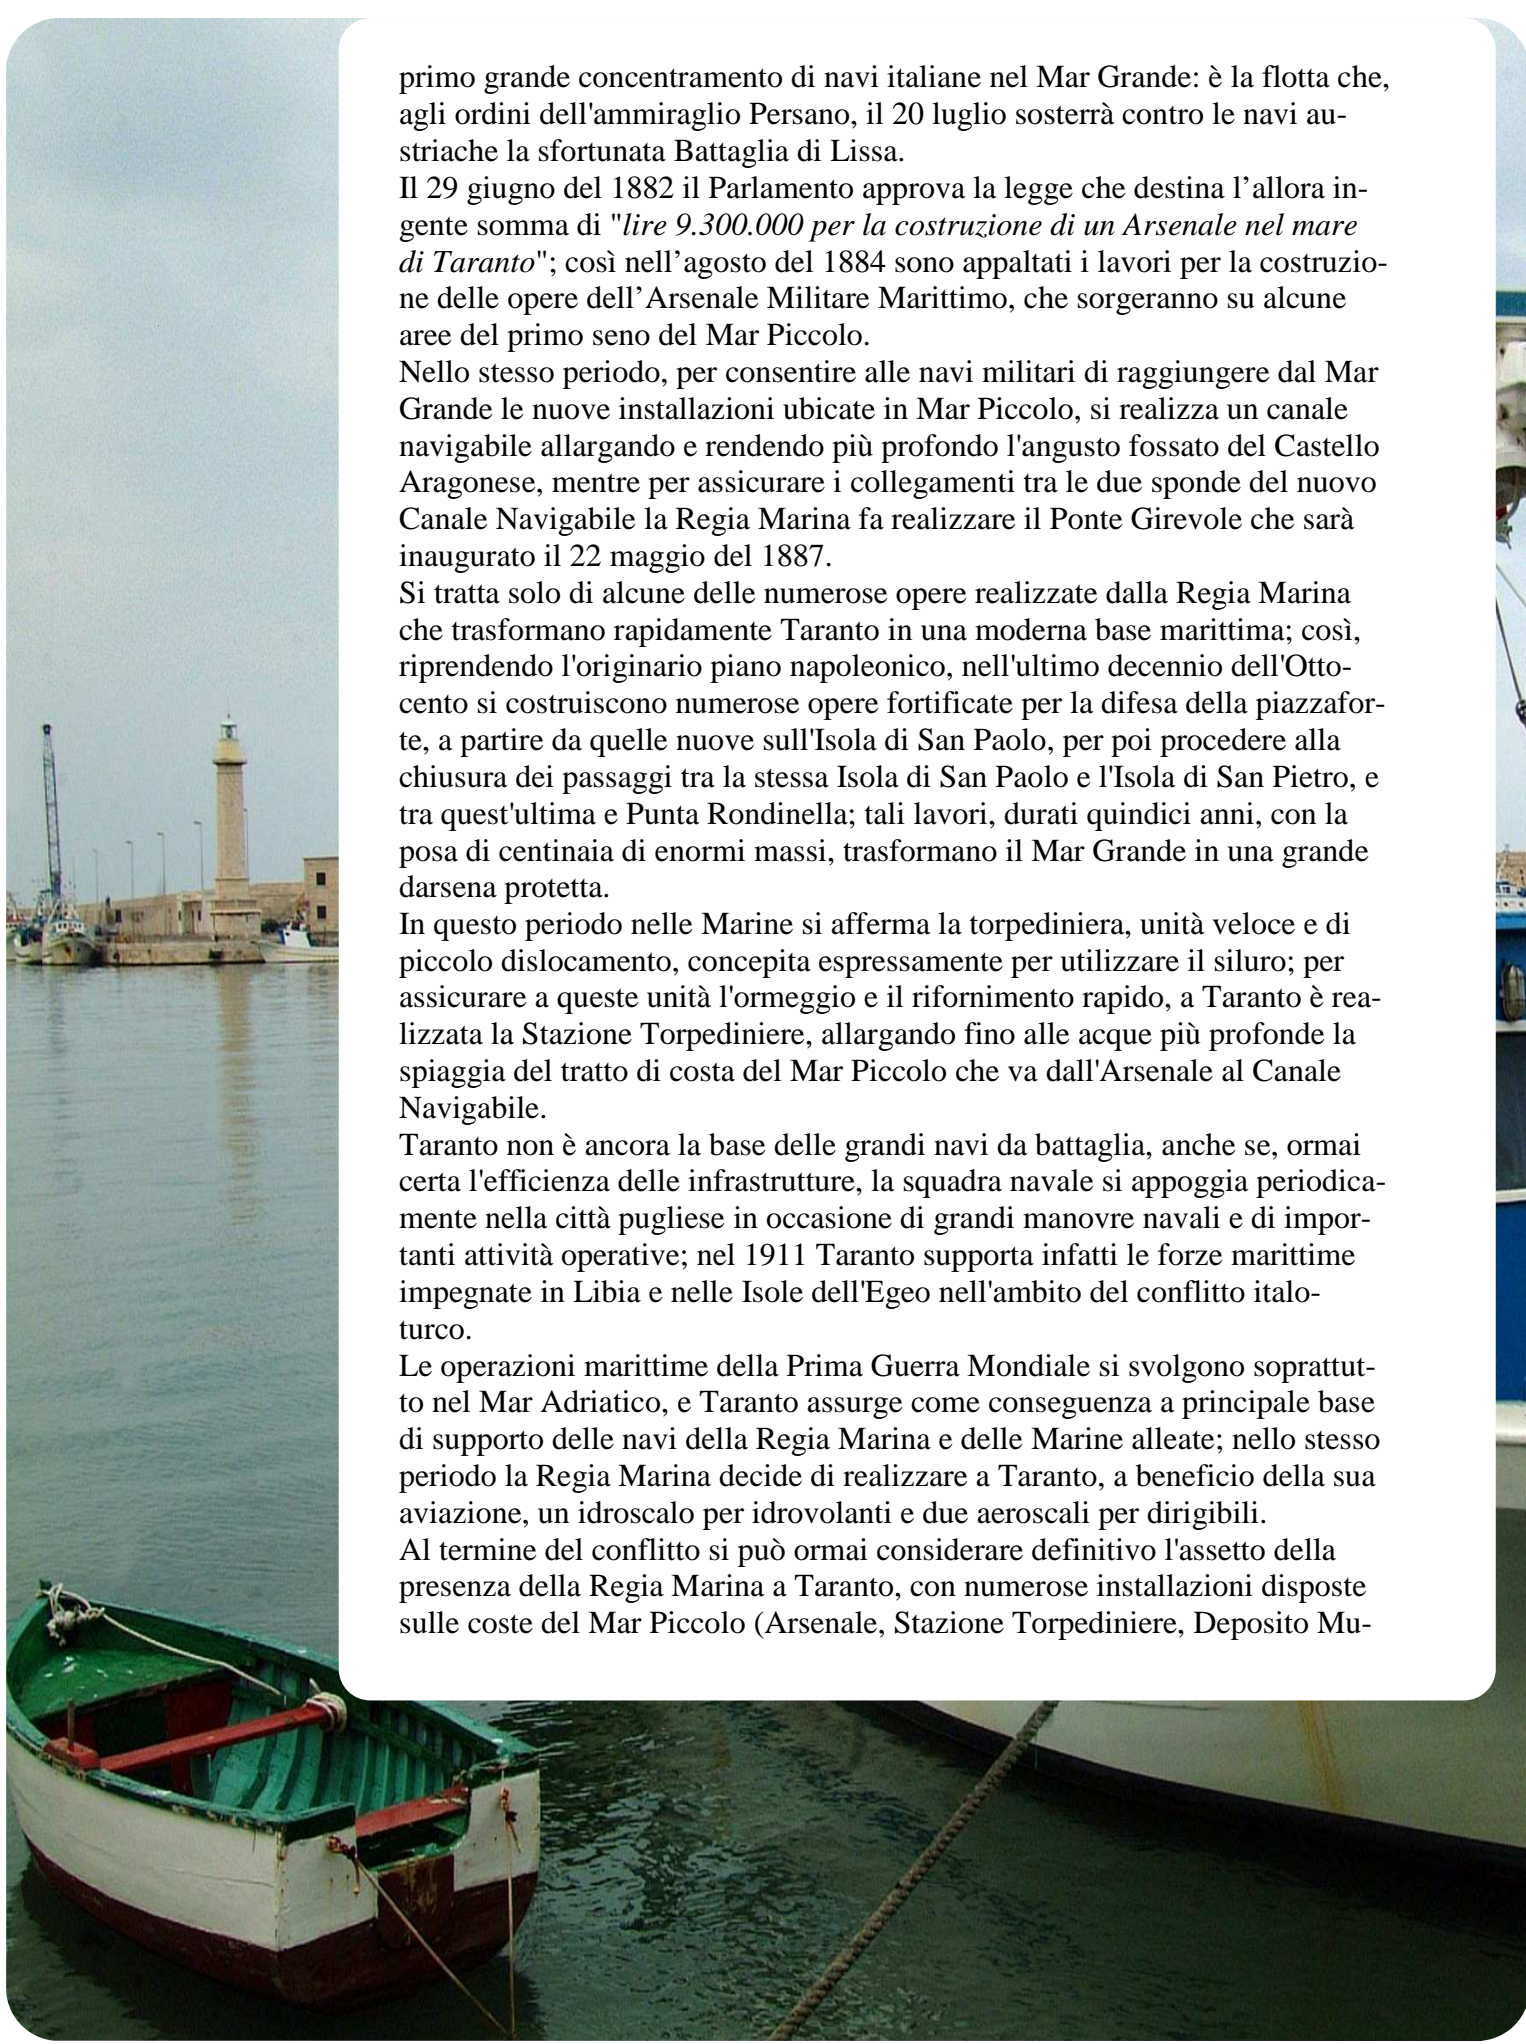 primo grande concentramento di navi italiane nel Mar Grande: è la flotta che,
agli ordini dell'ammiraglio Persano, il 20 luglio sosterrà contro le navi au-
striache la sfortunata Battaglia di Lissa.
Il 29 giugno del 1882 il Parlamento approva la legge che destina l’allora in-
gente somma di "lire 9.300.000 per la costruzione di un Arsenale nel mare
di Taranto"; così nell’agosto del 1884 sono appaltati i lavori per la costruzio-
ne delle opere dell’Arsenale Militare Marittimo, che sorgeranno su alcune
aree del primo seno del Mar Piccolo.
Nello stesso periodo, per consentire alle navi militari di raggiungere dal Mar
Grande le nuove installazioni ubicate in Mar Piccolo, si realizza un canale
navigabile allargando e rendendo più profondo l'angusto fossato del Castello
Aragonese, mentre per assicurare i collegamenti tra le due sponde del nuovo
Canale Navigabile la Regia Marina fa realizzare il Ponte Girevole che sarà
inaugurato il 22 maggio del 1887.
Si tratta solo di alcune delle numerose opere realizzate dalla Regia Marina
che trasformano rapidamente Taranto in una moderna base marittima; così,
riprendendo l'originario piano napoleonico, nell'ultimo decennio dell'Otto-
cento si costruiscono numerose opere fortificate per la difesa della piazzafor-
te, a partire da quelle nuove sull'Isola di San Paolo, per poi procedere alla
chiusura dei passaggi tra la stessa Isola di San Paolo e l'Isola di San Pietro, e
tra quest'ultima e Punta Rondinella; tali lavori, durati quindici anni, con la
posa di centinaia di enormi massi, trasformano il Mar Grande in una grande
darsena protetta.
In questo periodo nelle Marine si afferma la torpediniera, unità veloce e di
piccolo dislocamento, concepita espressamente per utilizzare il siluro; per
assicurare a queste unità l'ormeggio e il rifornimento rapido, a Taranto è rea-
lizzata la Stazione Torpediniere, allargando fino alle acque più profonde la
spiaggia del tratto di costa del Mar Piccolo che va dall'Arsenale al Canale
Navigabile.
Taranto non è ancora la base delle grandi navi da battaglia, anche se, ormai
certa l'efficienza delle infrastrutture, la squadra navale si appoggia periodica-
mente nella città pugliese in occasione di grandi manovre navali e di impor-
tanti attività operative; nel 1911 Taranto supporta infatti le forze marittime
impegnate in Libia e nelle Isole dell'Egeo nell'ambito del conflitto italo-
turco.
Le operazioni marittime della Prima Guerra Mondiale si svolgono soprattut-
to nel Mar Adriatico, e Taranto assurge come conseguenza a principale base
di supporto delle navi della Regia Marina e delle Marine alleate; nello stesso
periodo la Regia Marina decide di realizzare a Taranto, a beneficio della sua
aviazione, un idroscalo per idrovolanti e due aeroscali per dirigibili.
Al termine del conflitto si può ormai considerare definitivo l'assetto della
presenza della Regia Marina a Taranto, con numerose installazioni disposte
sulle coste del Mar Piccolo (Arsenale, Stazione Torpediniere, Deposito Mu-